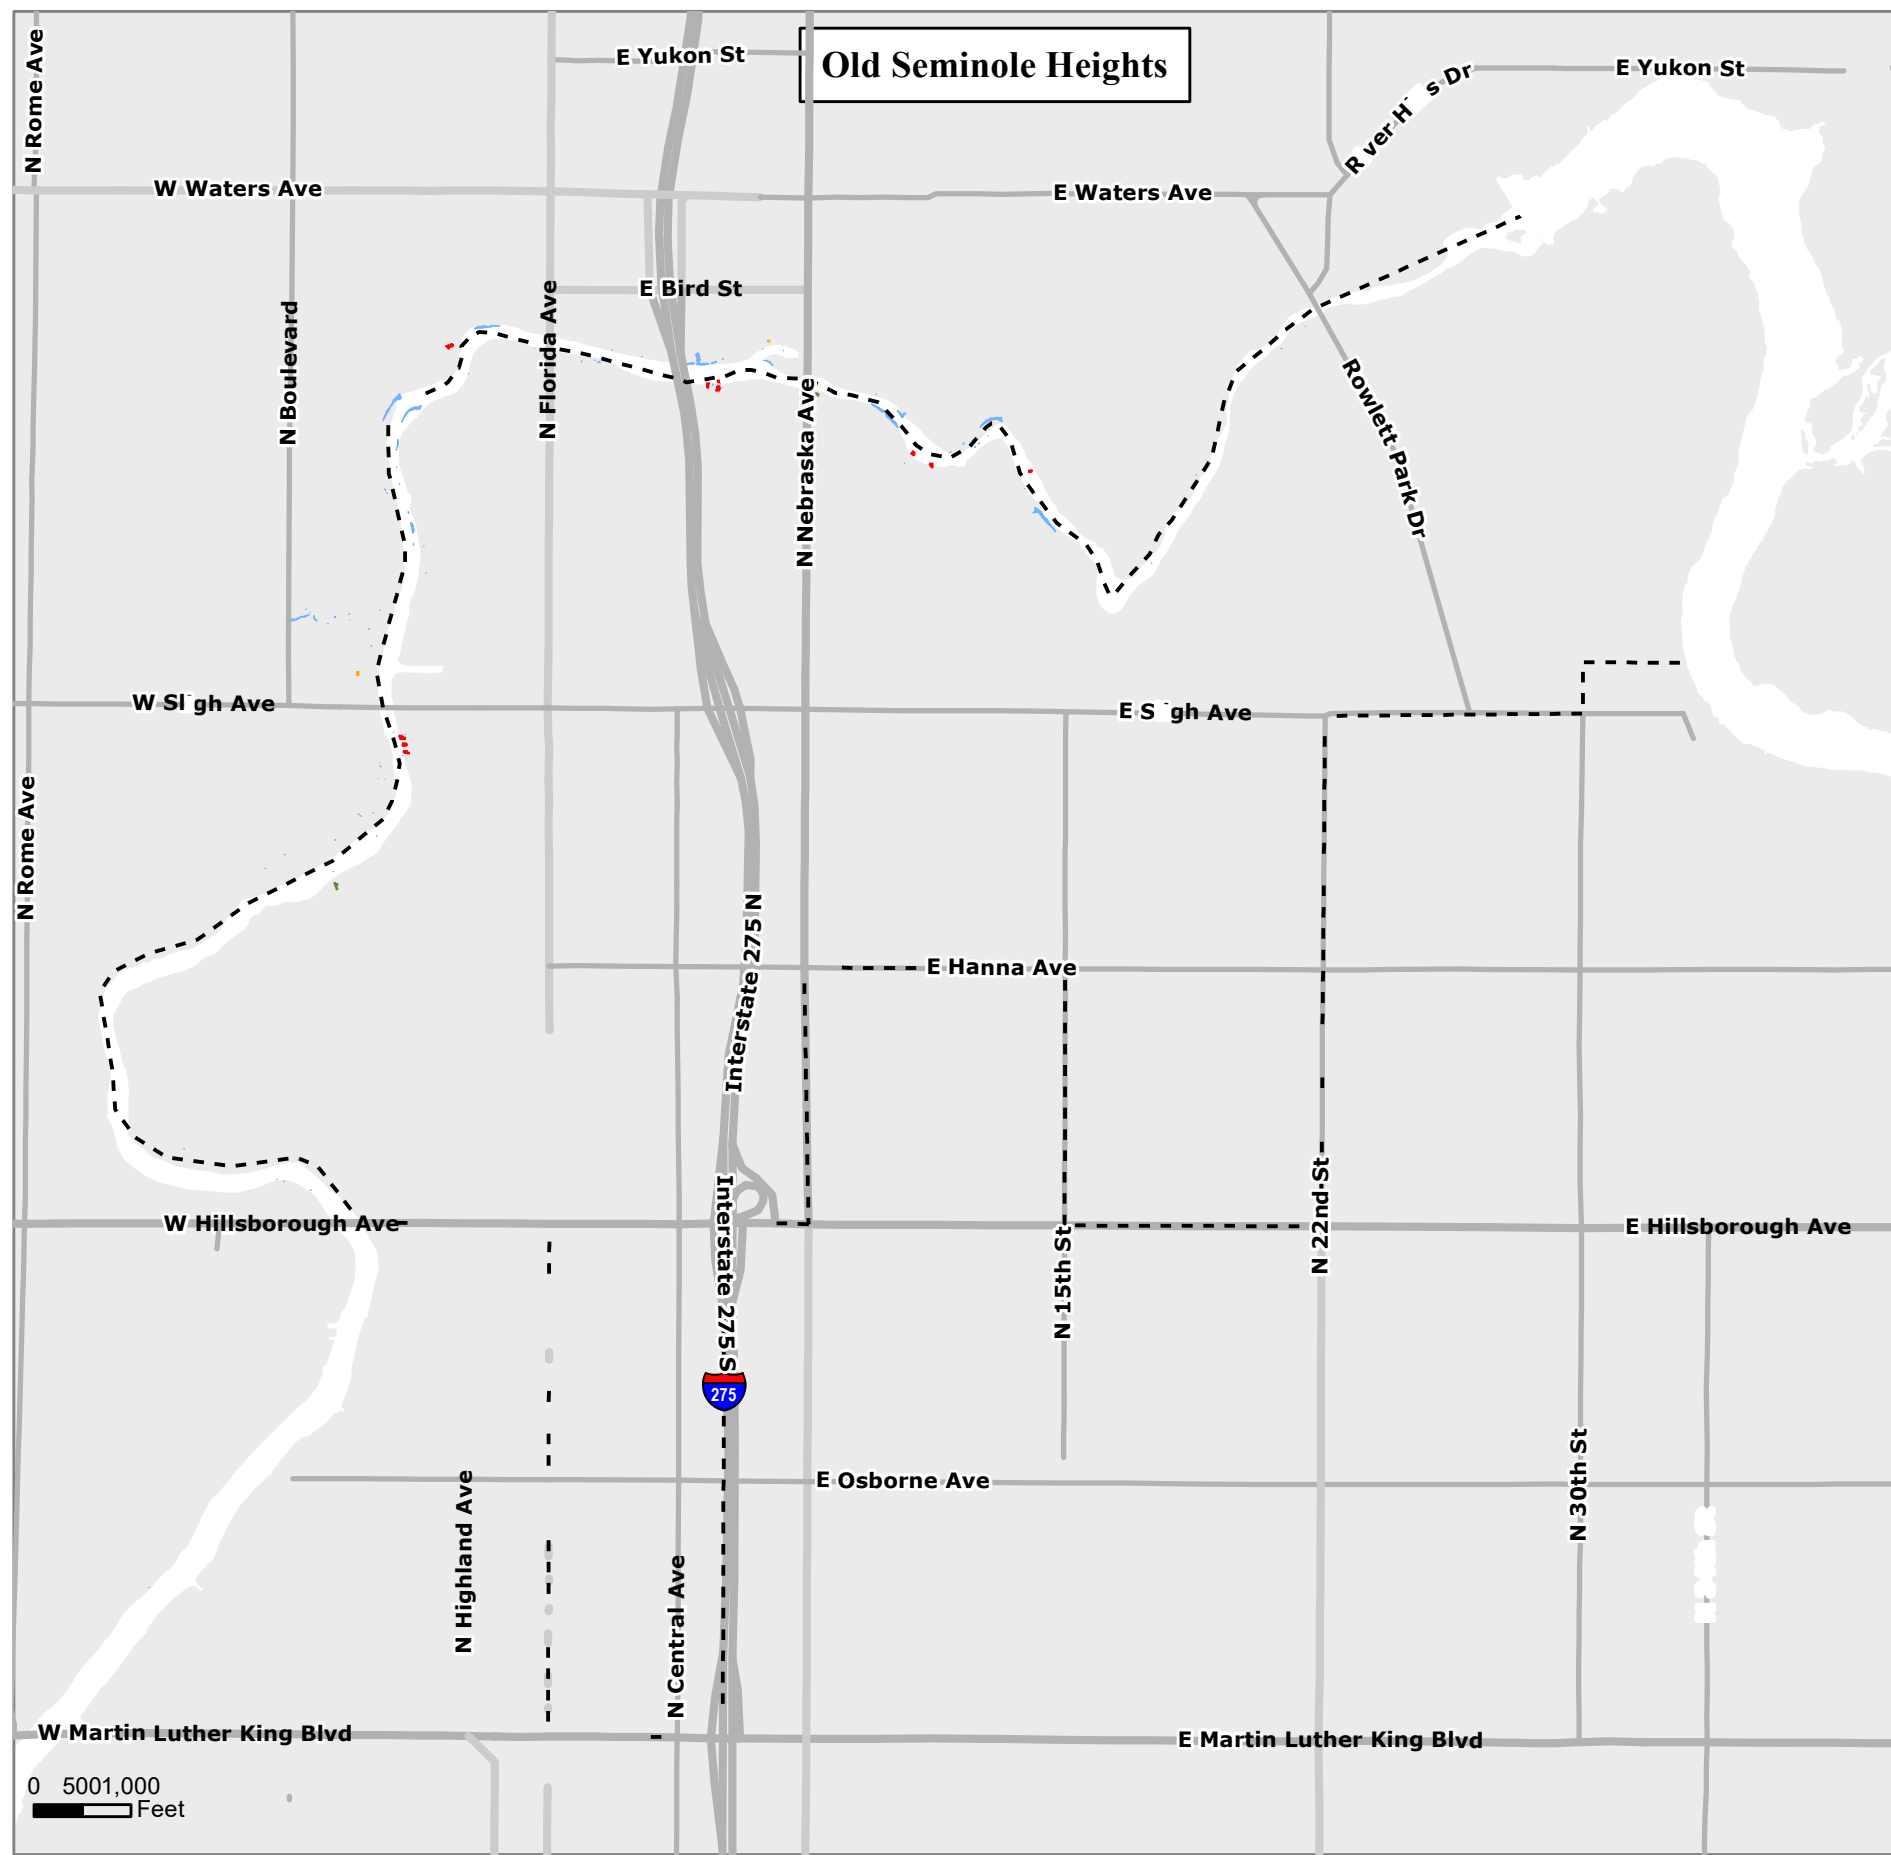 E Yukon St
Old Seminole Heights
E Yukon St
N Rome Ave
R ver H s Dr
W Waters Ave
E Waters Ave
E Bird St
N Boulevard
N Florida Ave
N Nebraska Ave
Rowlett Park Dr
W Sl gh Ave
E S gh Ave
N Rome Ave
Interstate 275 N
E Hanna Ave
W Hillsborough Ave
Interstate 275 S
N 15th St
N 22nd St
E Hillsborough Ave
275
E Osborne Ave
N Highland Ave
N Central Ave
N 30th St
W Martin Luther King Blvd
E Martin Luther King Blvd
0 5001,000
Feet